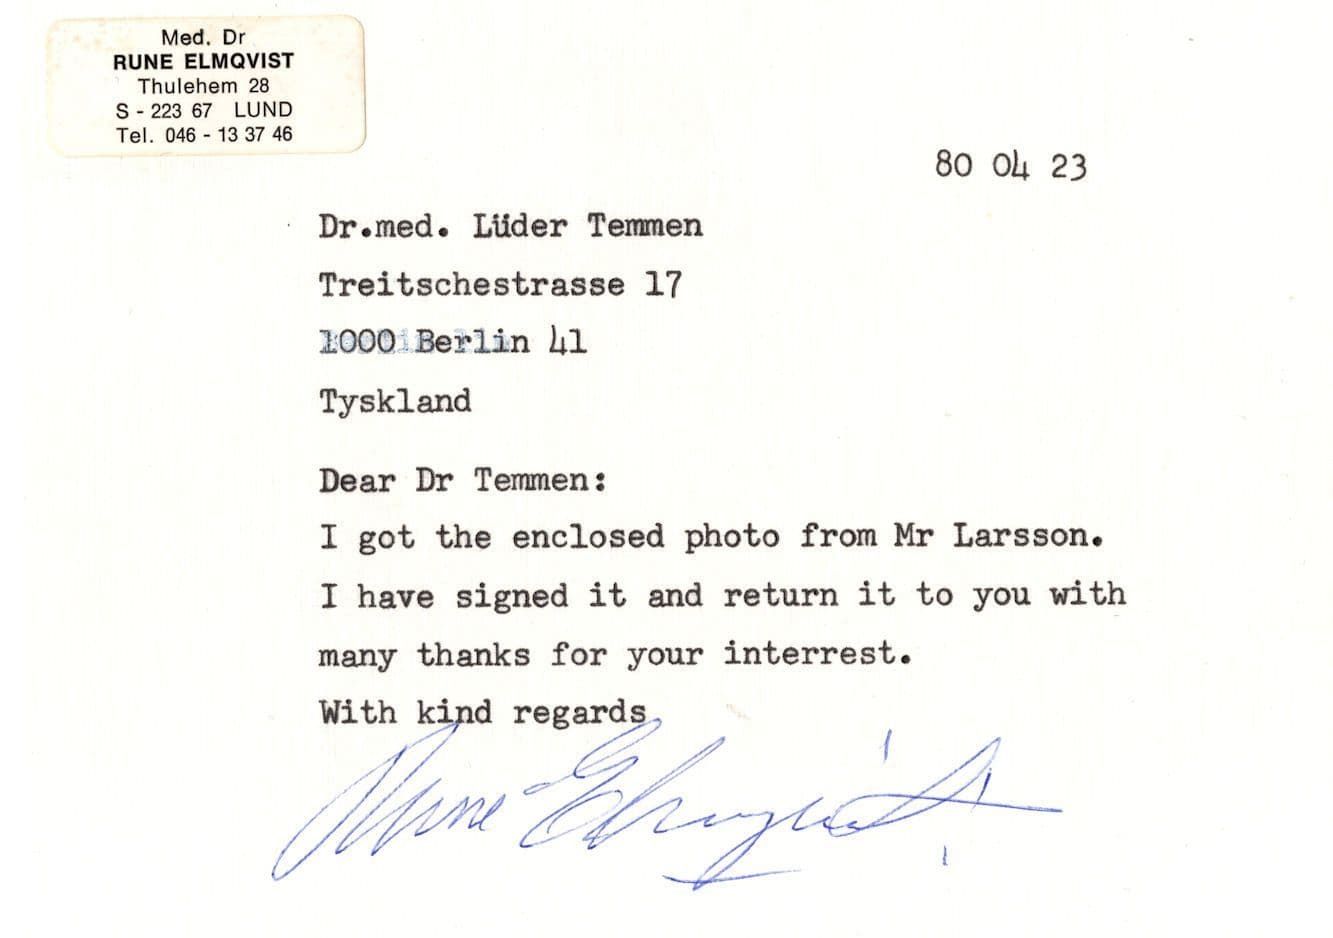 Med. Dr
RUNE ELMQVIST
Thulehem 28
S - 223 67 LUND
Tel. 046 - 13 37 46
80 04 23
Dr.med. Lüder Temmen
Treitschestrasse 17
1000 Berlin 41
Tyskland
Dear Dr Temmen:
I got the enclosed photo from Mr Larsson.
I have signed it and return it to you with
many thanks for your interrest.
With kind regards
Rune Elmqvist